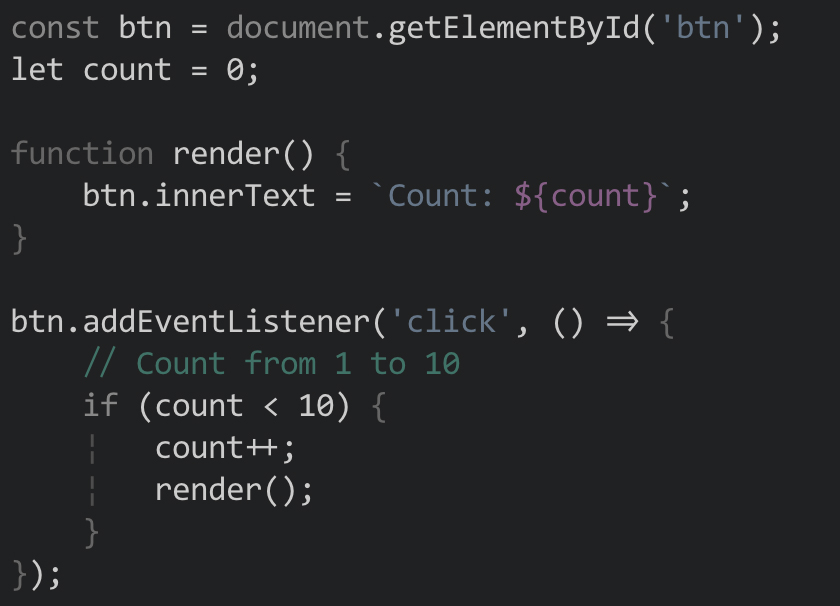 const btn = document.getElementById('btn');
let count = 0;

function render() {
    btn.innerText = `Count: ${count}`;
}

btn.addEventListener('click', () => {
    // Count from 1 to 10
    if (count < 10) {
        count++;
        render();
    }
});